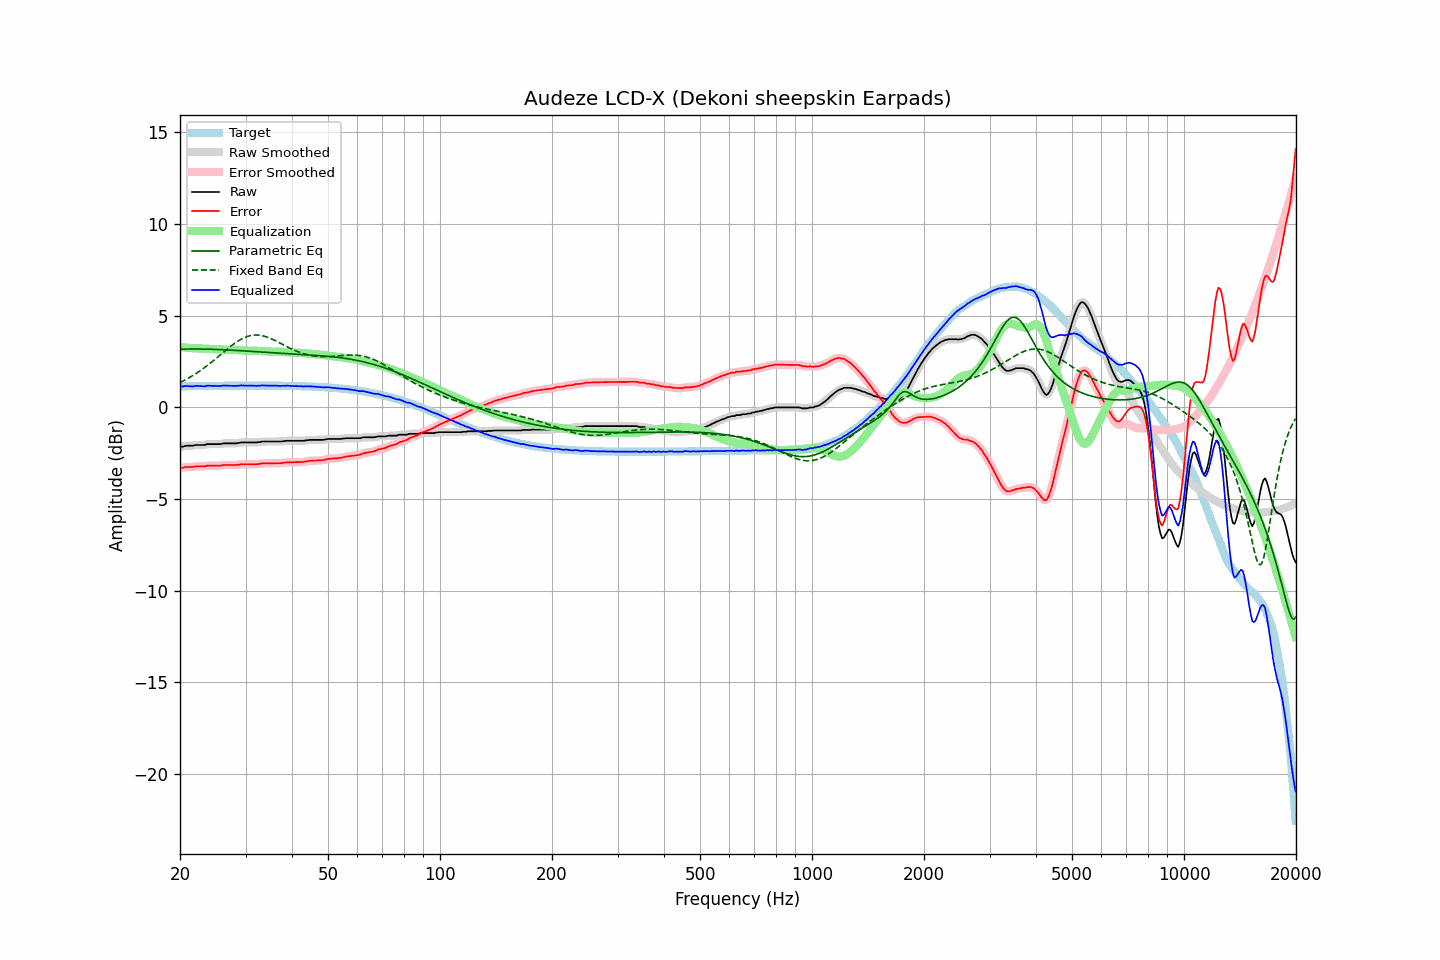 Audeze LCD-X (Dekoni sheepskin Earpads)
Target
Raw Smoothed
Error Smoothed
Raw
Error
Equalization
Parametric Eq
Fixed Band Eq
Equalized
15
10
5
0
−5
−10
−15
−20
Amplitude (dBr)
20 50 100 200 500 1000 2000 5000 10000 20000
Frequency (Hz)